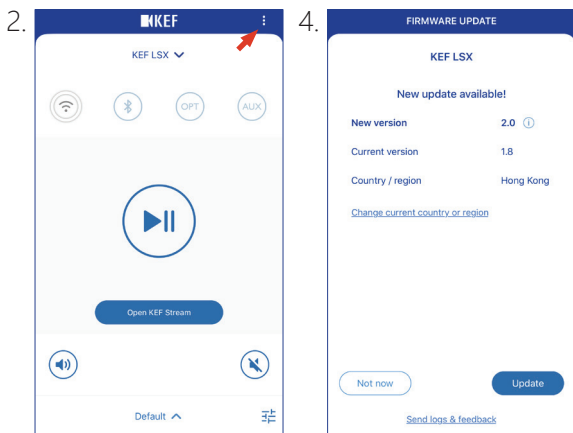 2.
KEF
KEF LSX
OPT
AUX
Open KEF Stream
Default
4.
FIRMWARE UPDATE
KEF LSX
New update available!
New version 2.0 i
Current version 1.8
Country / region Hong Kong
Change current country or region
Not now Update
Send logs & feedback